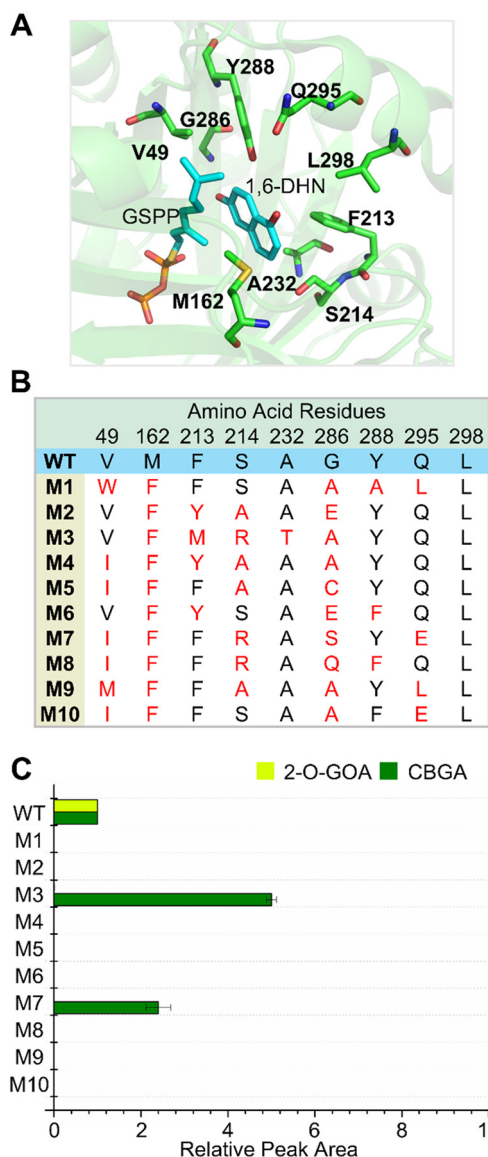 A
Y288
Q295
G286
V49
L298
1,6-DHN
GSPP
F213
A232
M162
S214
B
Amino Acid Residues
49 162 213 214 232 286 288 295 298
WT V M F S A G Y Q L
M1 W F F S A A A L L
M2 V F Y A A E Y Q L
M3 V F M R T A Y Q L
M4 I F Y A A A Y Q L
M5 I F F A A C Y Q L
M6 V F Y S A E F Q L
M7 I F F R A S Y E L
M8 I F F R A Q F Q L
M9 M F F A A A Y L L
M10 I F F S A A F E L
C
2-O-GOA CBGA
WT
M1
M2
M3
M4
M5
M6
M7
M8
M9
M10
0 2 4 6 8 10
Relative Peak Area